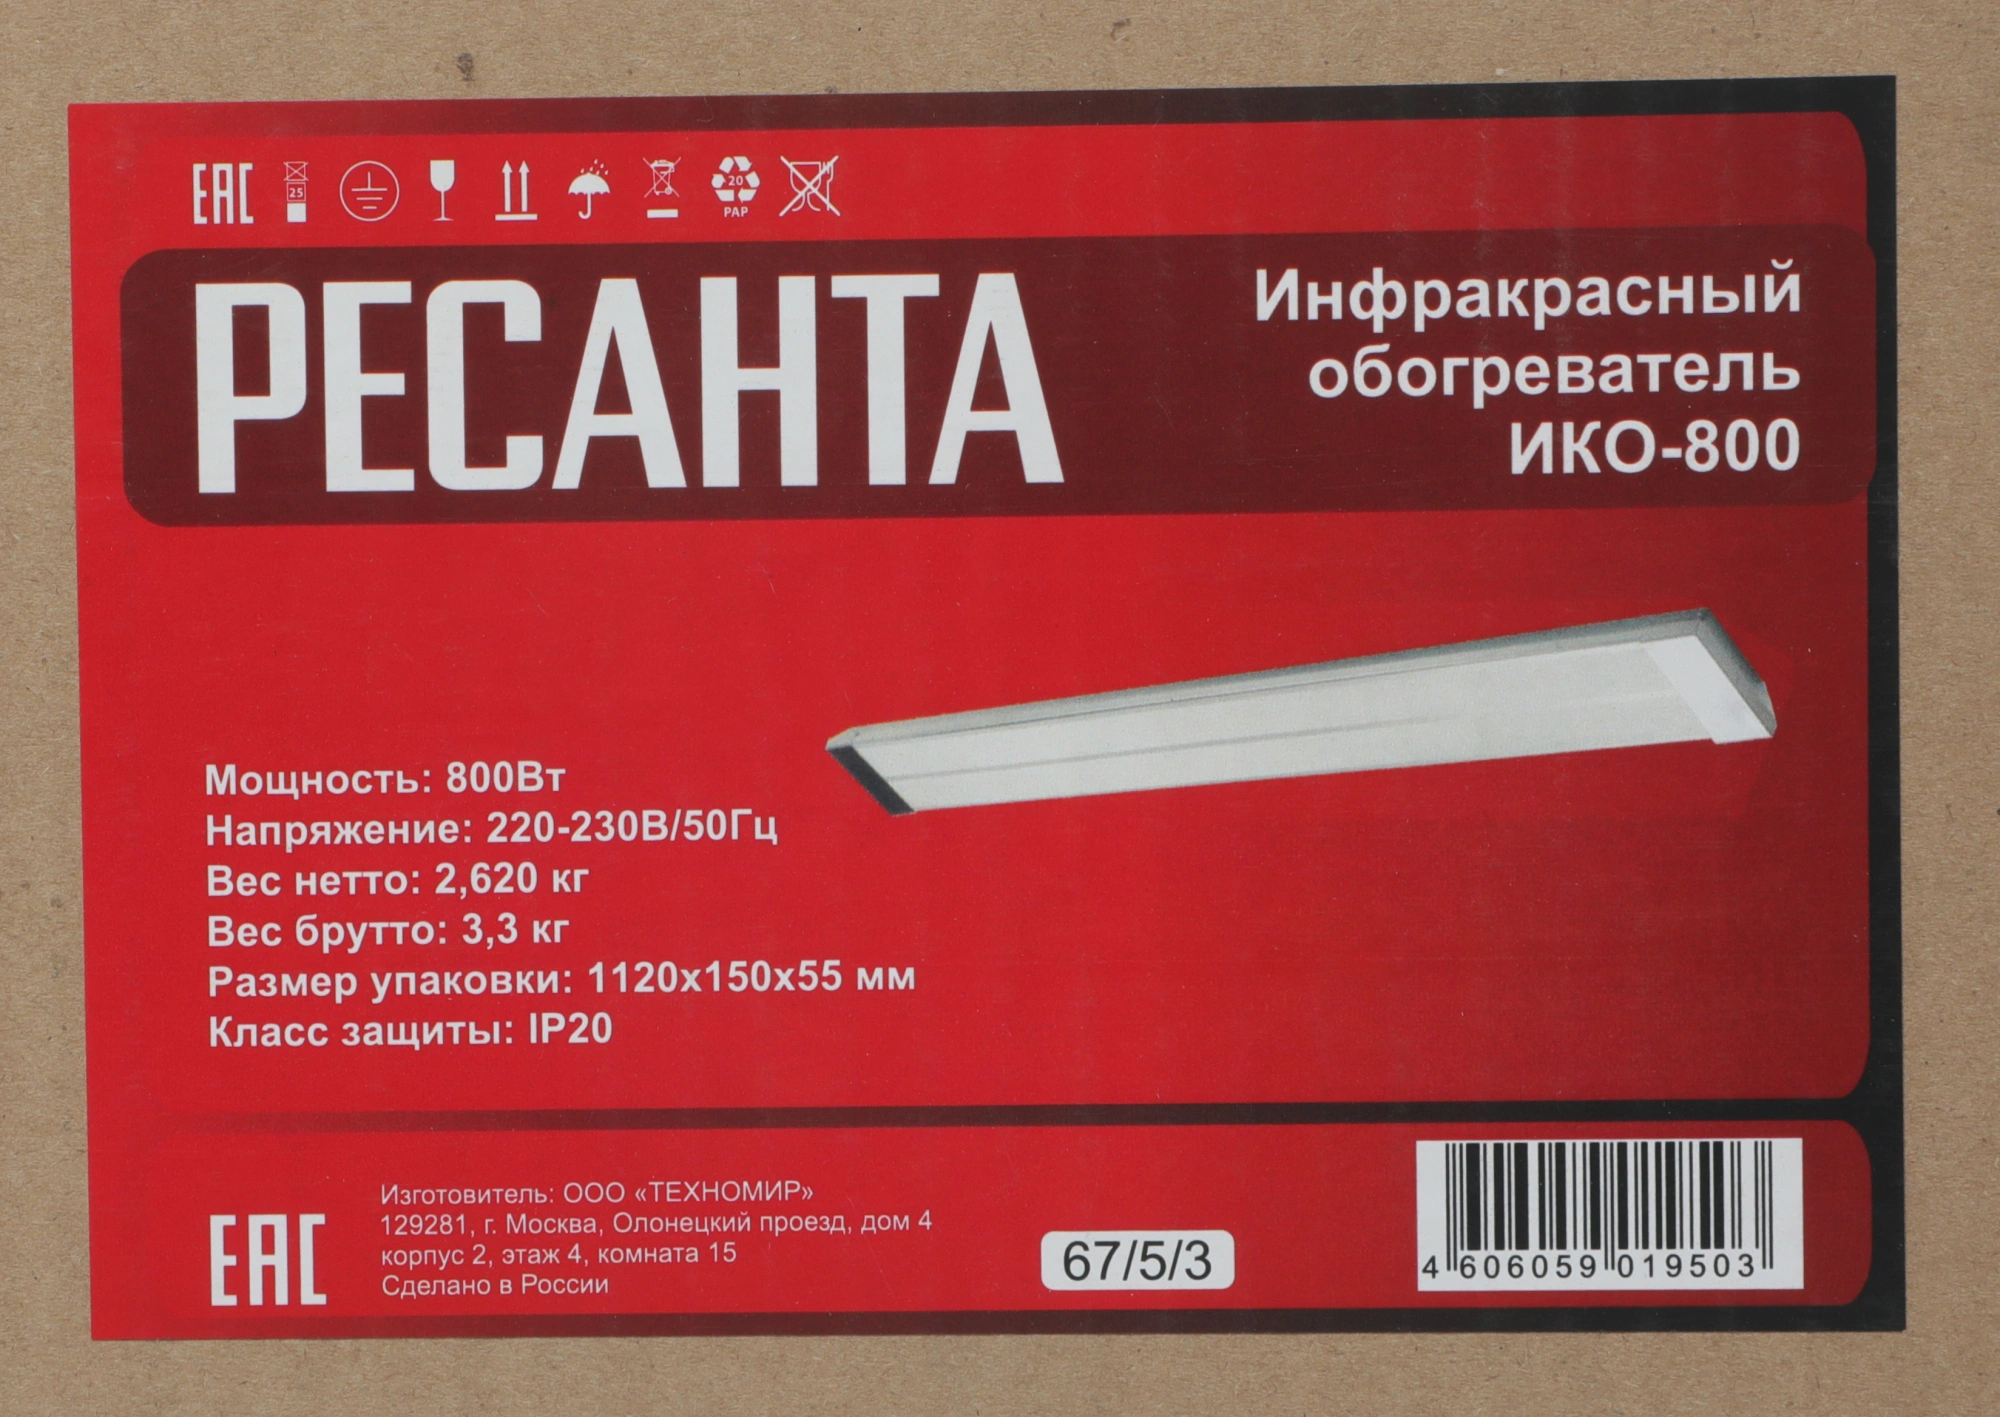 ЕАС
25
20
PAP
РЕСАНТА
Инфракрасный
обогреватель
ИКО-800
Мощность: 800Вт
Напряжение: 220-230В/50Гц
Вес нетто: 2,620 кг
Вес брутто: 3,3 кг
Размер упаковки: 1120х150х55 мм
Класс защиты: IP20
ЕАС
Изготовитель: ООО «ТЕХНОМИР»
129281, г. Москва, Олонецкий проезд, дом 4
корпус 2, этаж 4, комната 15
Сделано в России
67/5/3
4 606059 019503